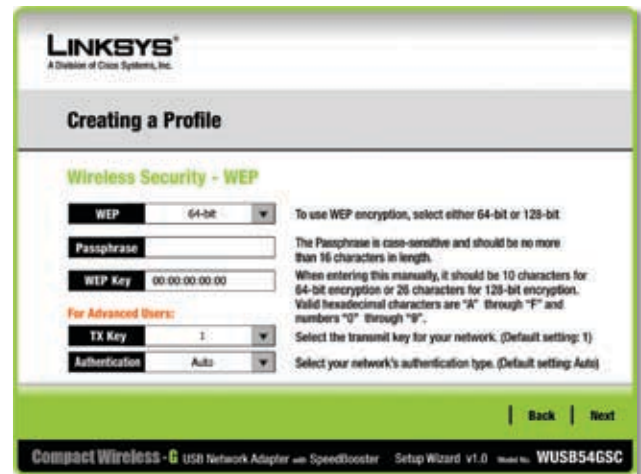 LINKSYS®
A Division of Cisco Systems, Inc.
Creating a Profile
Wireless Security - WEP
WEP 64-bit To use WEP encryption, select either 64-bit or 128-bit
Passphrase The Passphrase is case-sensitive and should be no more
than 16 characters in length.
WEP Key 00:00:00:00:00 When entering this manually, it should be 10 characters for
64-bit encryption or 26 characters for 128-bit encryption.
Valid hexadecimal characters are "A" through "F" and
numbers "0" through "9".
For Advanced Users:
TX Key 1 Select the transmit key for your network. (Default setting: 1)
Authentication Auto Select your network's authentication type. (Default setting: Auto)
Back Next
Compact Wireless-G USB Network Adapter with SpeedBooster Setup Wizard v1.0 Model No. WUSB54GSC